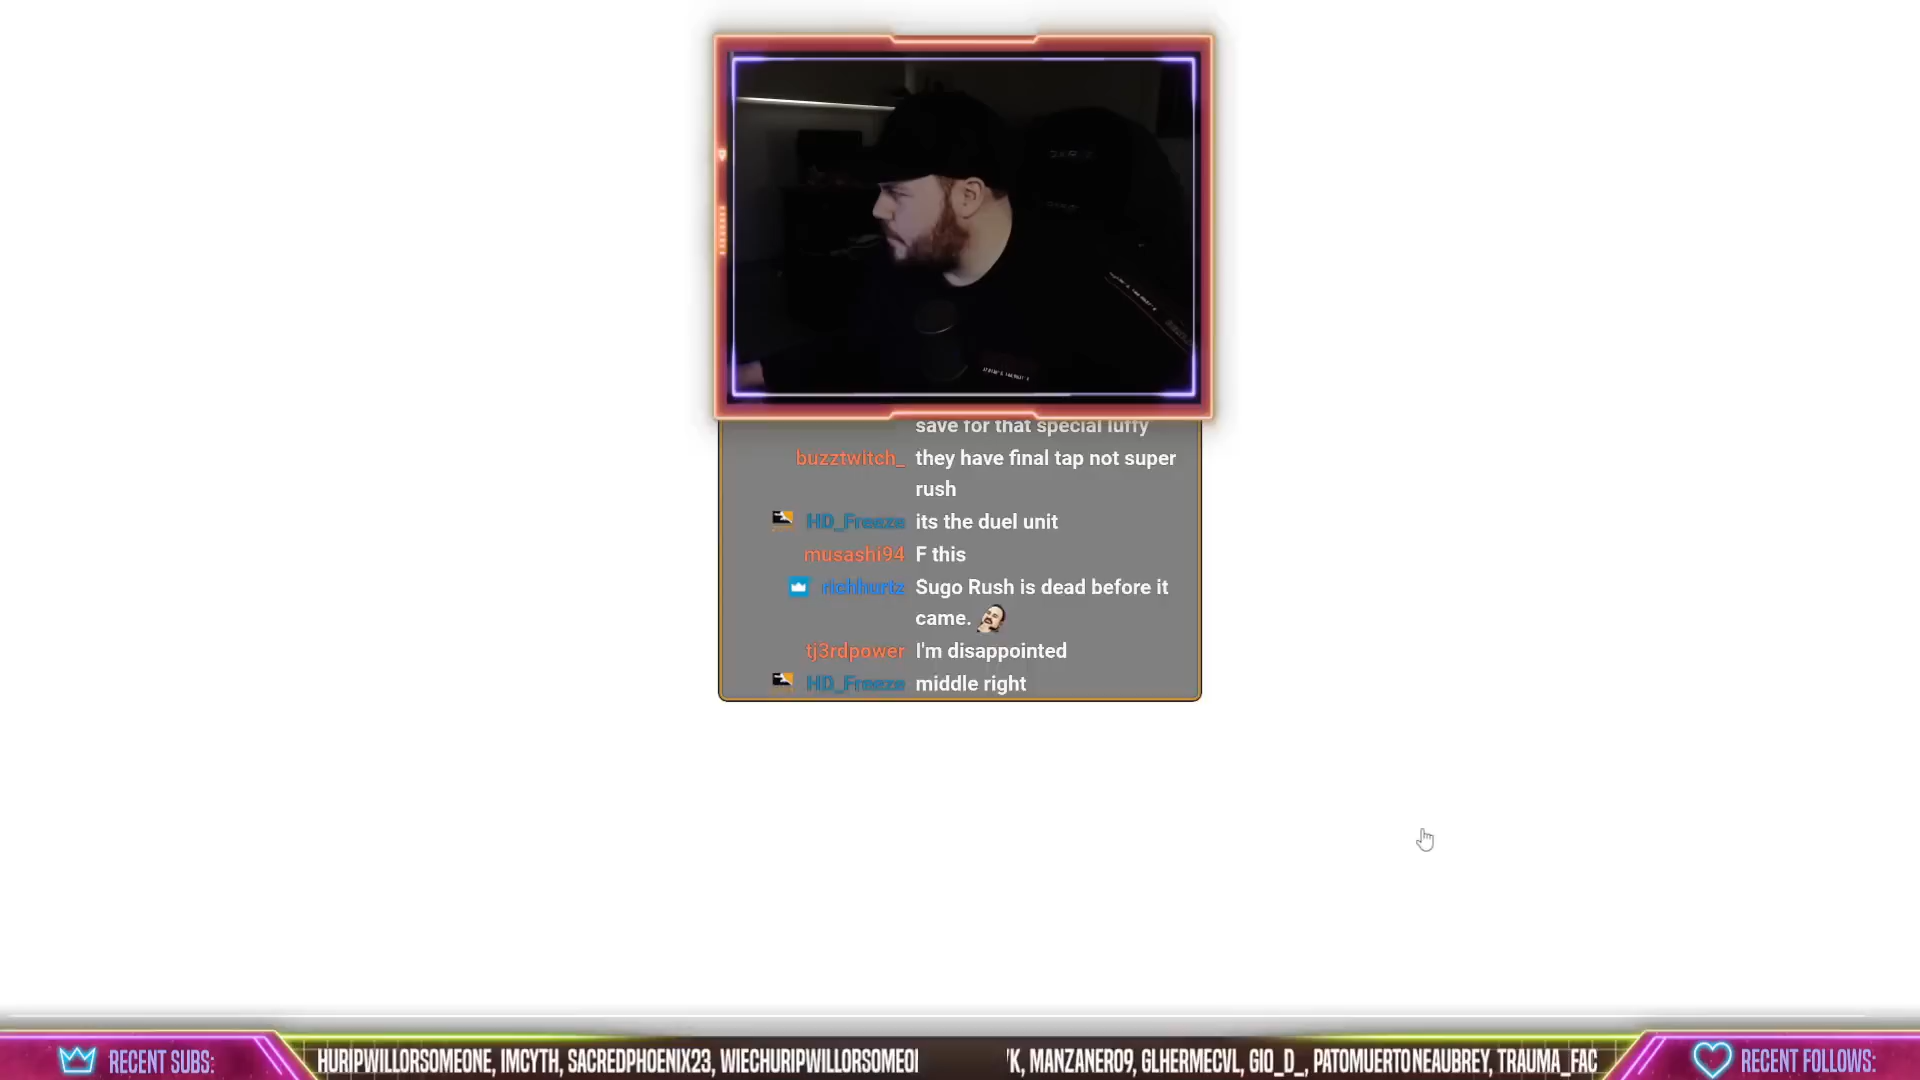 save for that special luffy
buzztwitch_ they have final tap not super
rush
HD_Freeze its the duel unit
musashi94 F this
richhurtz Sugo Rush is dead before it
came.
tj3rdpower I'm disappointed
HD_Freeze middle right
RECENT SUBS: HURIPWILLORSOMEONE, IMCYTH, SACREDPHOENIX23, WIECHURIPWILLORSOMEO 'K, MANZANERO9, GLHERMECVL, GIO_D_, PATOMUERTONEAUBREY, TRAUMA_FAC RECENT FOLLOWS: